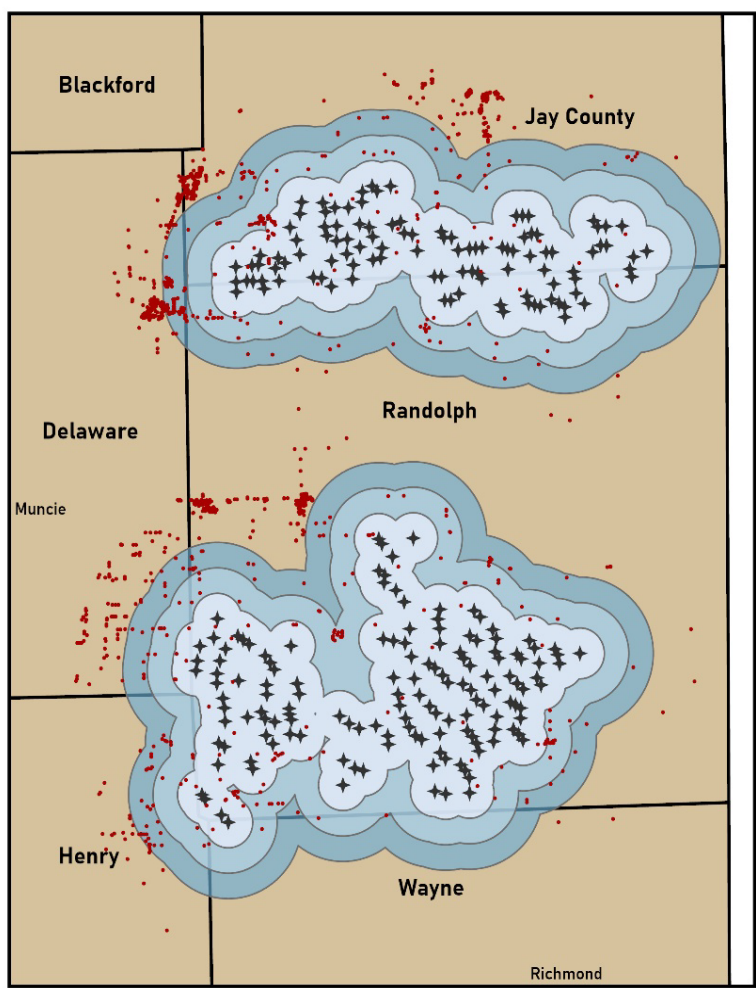 Blackford
Jay County
Randolph
Delaware
Muncie
Henry
Wayne
Richmond